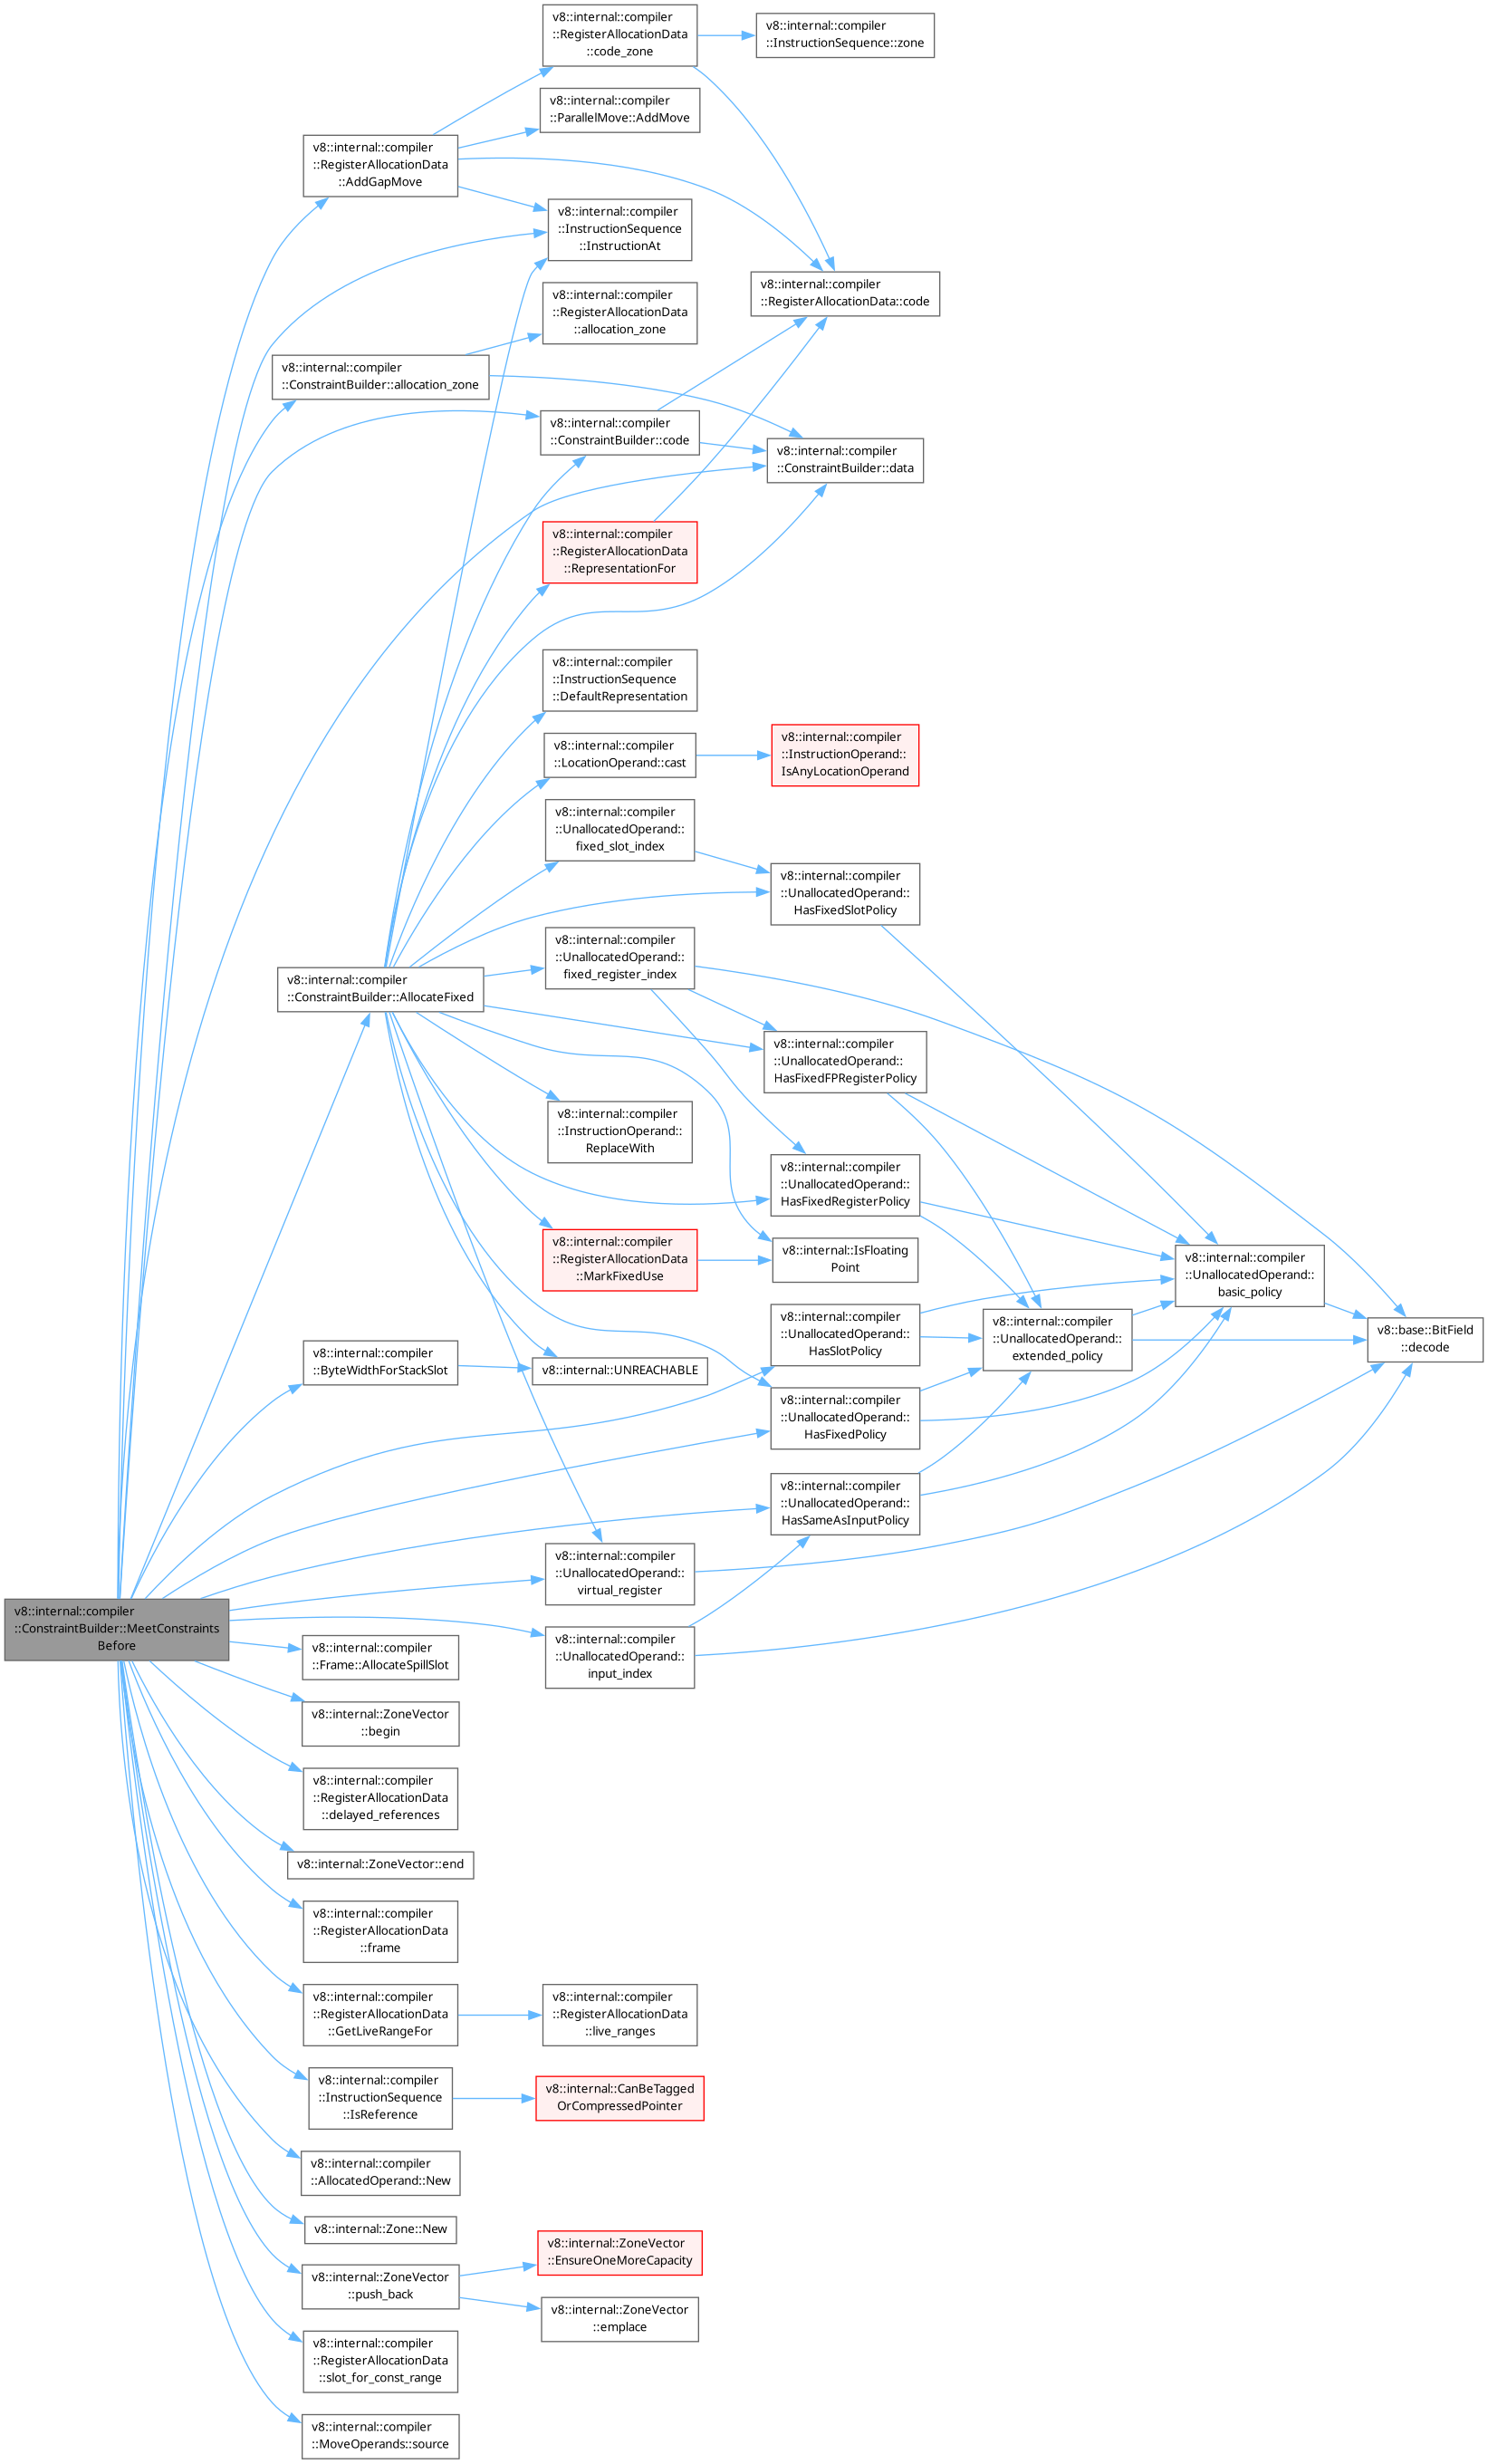 v8::internal::compiler
::RegisterAllocationData
::code_zone
v8::internal::compiler
::InstructionSequence::zone
v8::internal::compiler
::ParallelMove::AddMove
v8::internal::compiler
::RegisterAllocationData
::AddGapMove
v8::internal::compiler
::InstructionSequence
::InstructionAt
v8::internal::compiler
::RegisterAllocationData::code
v8::internal::compiler
::RegisterAllocationData
::allocation_zone
v8::internal::compiler
::ConstraintBuilder::allocation_zone
v8::internal::compiler
::ConstraintBuilder::code
v8::internal::compiler
::ConstraintBuilder::data
v8::internal::compiler
::RegisterAllocationData
::RepresentationFor
v8::internal::compiler
::InstructionSequence
::DefaultRepresentation
v8::internal::compiler
::LocationOperand::cast
v8::internal::compiler
::InstructionOperand::
IsAnyLocationOperand
v8::internal::compiler
::UnallocatedOperand::
fixed_slot_index
v8::internal::compiler
::UnallocatedOperand::
HasFixedSlotPolicy
v8::internal::compiler
::UnallocatedOperand::
fixed_register_index
v8::internal::compiler
::ConstraintBuilder::AllocateFixed
v8::internal::compiler
::UnallocatedOperand::
HasFixedFPRegisterPolicy
v8::internal::compiler
::InstructionOperand::
ReplaceWith
v8::internal::compiler
::UnallocatedOperand::
HasFixedRegisterPolicy
v8::internal::compiler
::RegisterAllocationData
::MarkFixedUse
v8::internal::IsFloating
Point
v8::internal::compiler
::UnallocatedOperand::
basic_policy
v8::internal::compiler
::UnallocatedOperand::
HasSlotPolicy
v8::internal::compiler
::UnallocatedOperand::
extended_policy
v8::base::BitField
::decode
v8::internal::compiler
::ByteWidthForStackSlot
v8::internal::UNREACHABLE
v8::internal::compiler
::UnallocatedOperand::
HasFixedPolicy
v8::internal::compiler
::UnallocatedOperand::
HasSameAsInputPolicy
v8::internal::compiler
::UnallocatedOperand::
virtual_register
v8::internal::compiler
::ConstraintBuilder::MeetConstraints
Before
v8::internal::compiler
::Frame::AllocateSpillSlot
v8::internal::compiler
::UnallocatedOperand::
input_index
v8::internal::ZoneVector
::begin
v8::internal::compiler
::RegisterAllocationData
::delayed_references
v8::internal::ZoneVector::end
v8::internal::compiler
::RegisterAllocationData
::frame
v8::internal::compiler
::RegisterAllocationData
::GetLiveRangeFor
v8::internal::compiler
::RegisterAllocationData
::live_ranges
v8::internal::compiler
::InstructionSequence
::IsReference
v8::internal::CanBeTagged
OrCompressedPointer
v8::internal::compiler
::AllocatedOperand::New
v8::internal::Zone::New
v8::internal::ZoneVector
::push_back
v8::internal::ZoneVector
::EnsureOneMoreCapacity
v8::internal::ZoneVector
::emplace
v8::internal::compiler
::RegisterAllocationData
::slot_for_const_range
v8::internal::compiler
::MoveOperands::source